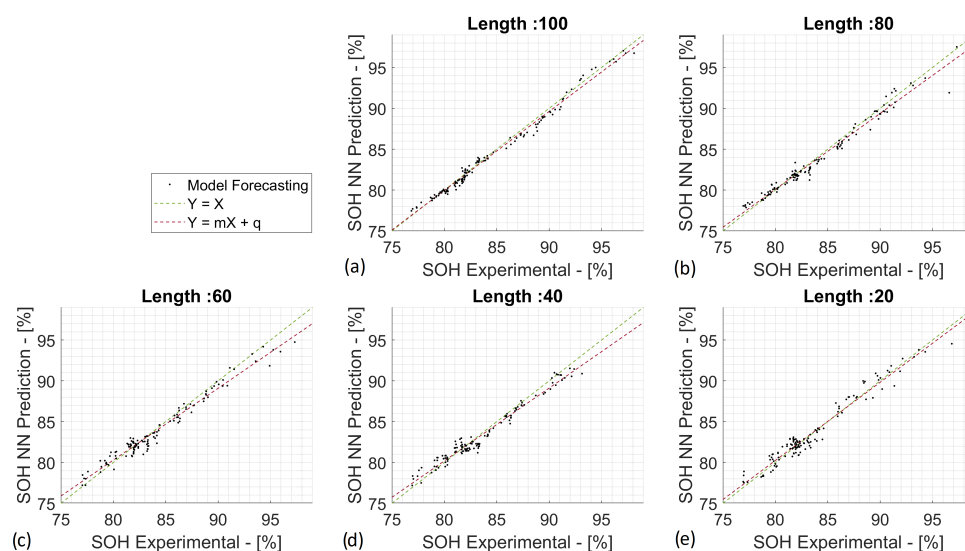 Length :100
95
90
85
80
75
75 80 85 90 95
SOH NN Prediction - [%]
SOH Experimental - [%]
(a)
Length :80
95
90
85
80
75
75 80 85 90 95
SOH NN Prediction - [%]
SOH Experimental - [%]
(b)
Model Forecasting
Y = X
Y = mX + q
Length :60
95
90
85
80
75
75 80 85 90 95
SOH NN Prediction - [%]
SOH Experimental - [%]
(c)
Length :40
95
90
85
80
75
75 80 85 90 95
SOH NN Prediction - [%]
SOH Experimental - [%]
(d)
Length :20
95
90
85
80
75
75 80 85 90 95
SOH NN Prediction - [%]
SOH Experimental - [%]
(e)